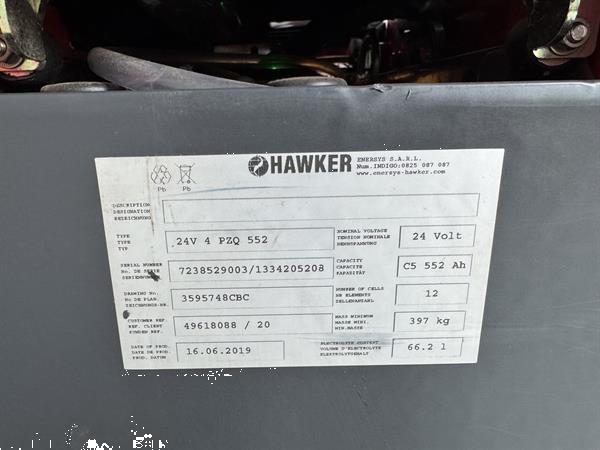 HAWKER
ENERSYS S.A.R.L.
Num.INDIGO:0825 087 087
www.enersys-hawker.com
Pb Pb
DESCRIPTION
DESIGNATION
BEZEICHNUNG
TYPE
TYPE
TYP
24V 4 PZQ 552
NOMINAL VOLTAGE
TENSION NOMINALE
NENNSPANNUNG
24 Volt
SERIAL NUMBER
No. DE SERIE
SERIENNUMMER
7238529003/1334205208
CAPACITY
CAPACITE
KAPAZITÄT
C5 552 Ah
DRAWING No.
No DE PLAN.
ZEICHNUNGS-NR.
3595748CBC
NUMBER OF CELLS
NB ELEMENTS
ZELLENANZAHL
12
CUSTOMER REF.
REF. CLIENT
KUNDEN REF.
49618088 / 20
MASS MINIMUM
MASSE MINI.
MIN.MASSE
397 kg
DATE OF PROD.
DATE DE PROD.
PROD. DATUM
16.06.2019
ELECTROLYTE CONTENT
VOLUME D'ELECTROLYTE
ELEKTROLYTGEHALT
66.2 l